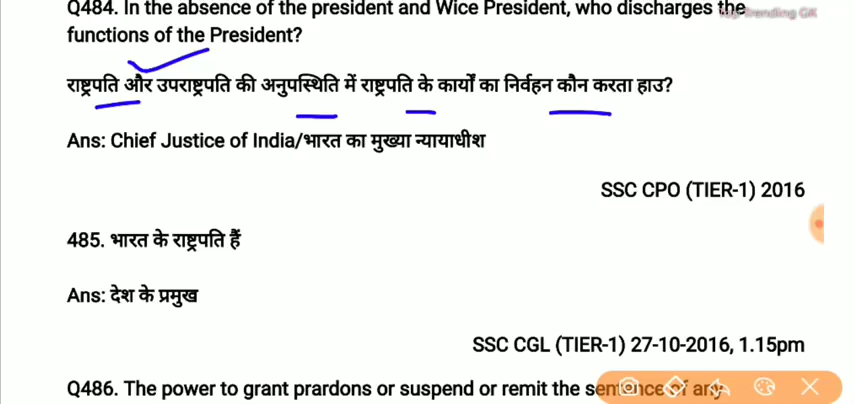 Q484. In the absence of the president and Wice President, who discharges the
Top Trending GK
functions of the President?
राष्ट्रपति और उपराष्ट्रपति की अनुपस्थिति में राष्ट्रपति के कार्यों का निर्वहन कौन करता हाउ?
Ans: Chief Justice of India/भारत का मुख्या न्यायाधीश
SSC CPO (TIER-1) 2016
485. भारत के राष्ट्रपति हैं
Ans: देश के प्रमुख
SSC CGL (TIER-1) 27-10-2016, 1.15pm
Q486. The power to grant prardons or suspend or remit the sentence of any